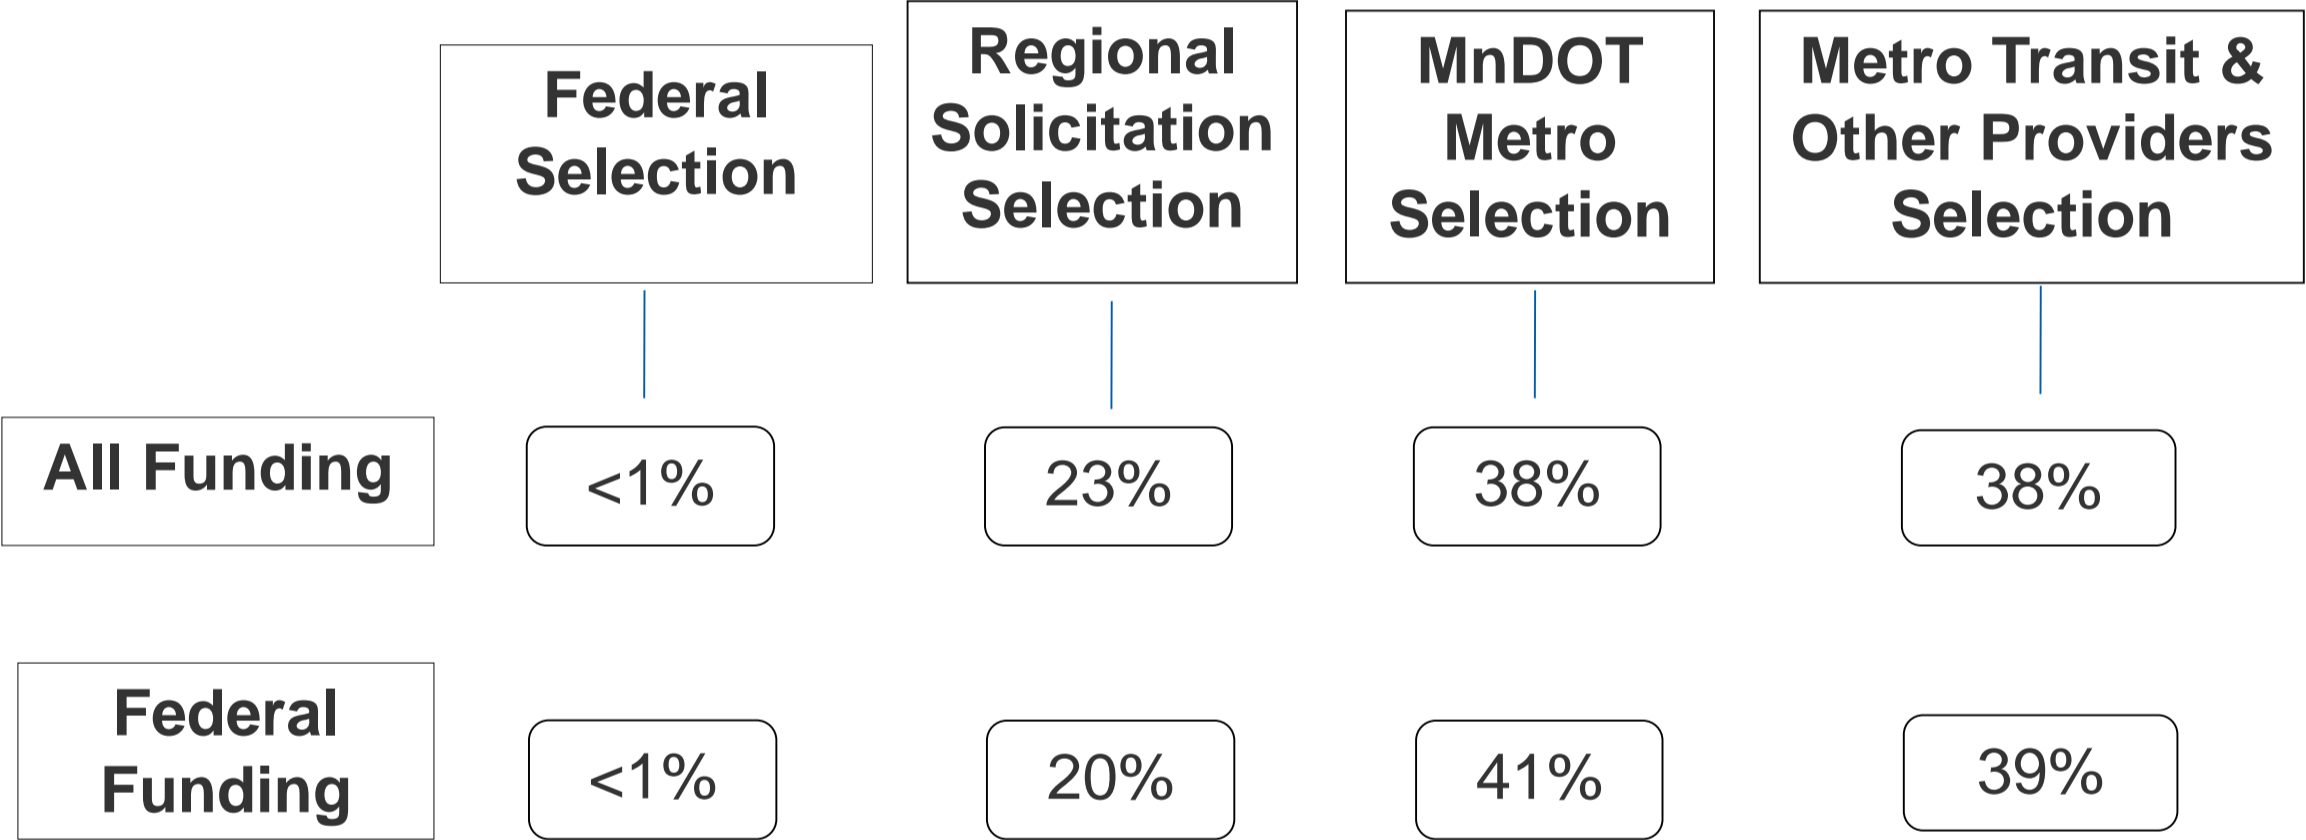 Federal
Selection
Regional
Solicitation
Selection
MnDOT
Metro
Selection
Metro Transit &
Other Providers
Selection
All Funding
<1%
23%
38%
38%
Federal
Funding
<1%
20%
41%
39%